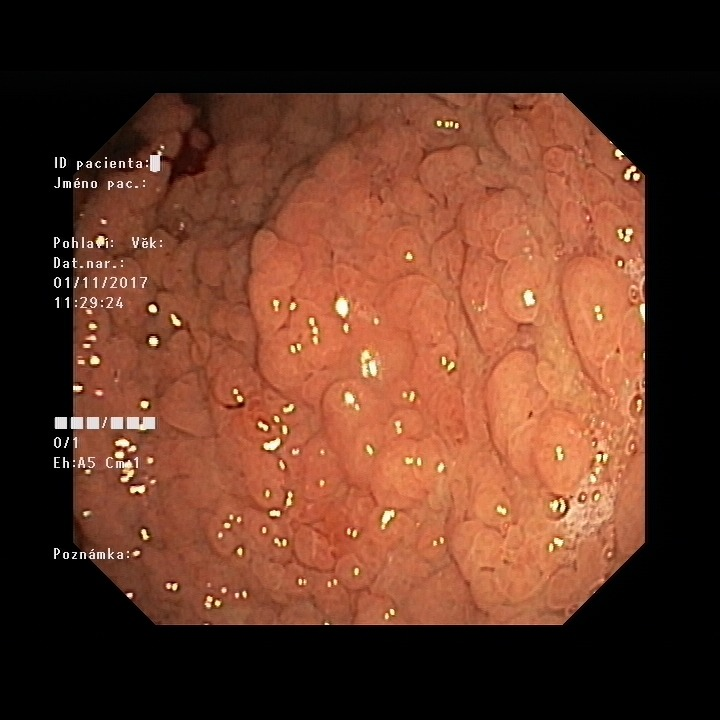 ID pacienta:
Jméno pac.:
Pohlaví: Věk:
Dat.nar.:
01/11/2017
11:29:24
■■■/■■■
0/1
Eh:A5 Cm:1
Poznámka: